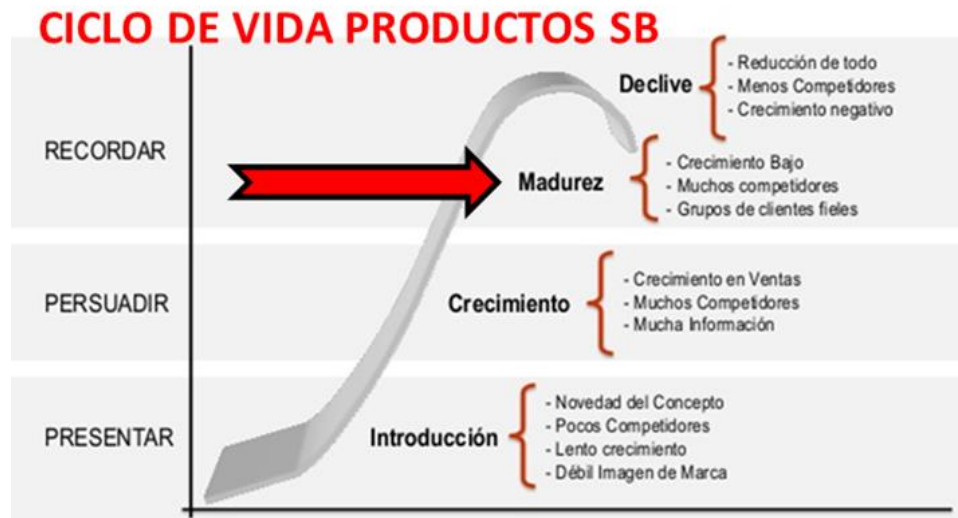 CICLO DE VIDA PRODUCTOS SB
RECORDAR
Declive
- Reducción de todo
- Menos Competidores
- Crecimiento negativo
Madurez
- Crecimiento Bajo
- Muchos competidores
- Grupos de clientes fieles
PERSUADIR
Crecimiento
- Crecimiento en Ventas
- Muchos Competidores
- Mucha Información
PRESENTAR
Introducción
- Novedad del Concepto
- Pocos Competidores
- Lento crecimiento
- Débil Imagen de Marca